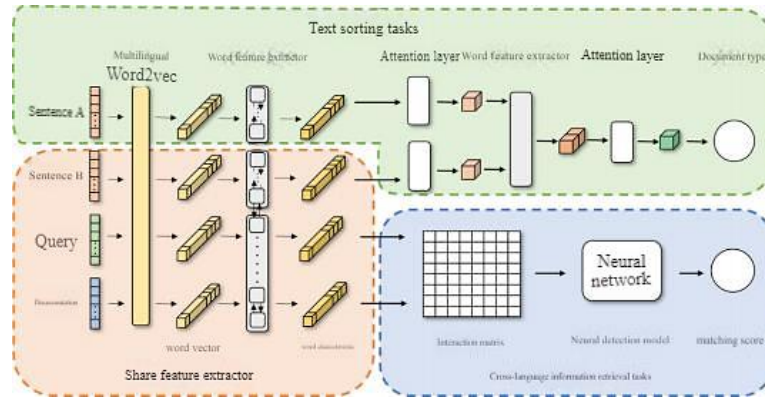 Text sorting tasks
Multilingual
Word2vec
Word feature extractor
Attention layer
Word feature extractor
Attention layer
Document type
Sentence A
Sentence B
Query
word vector
Share feature extractor
Neural
network
Interaction matrix
Neural detection model
matching score
Cross-language information retrieval tasks